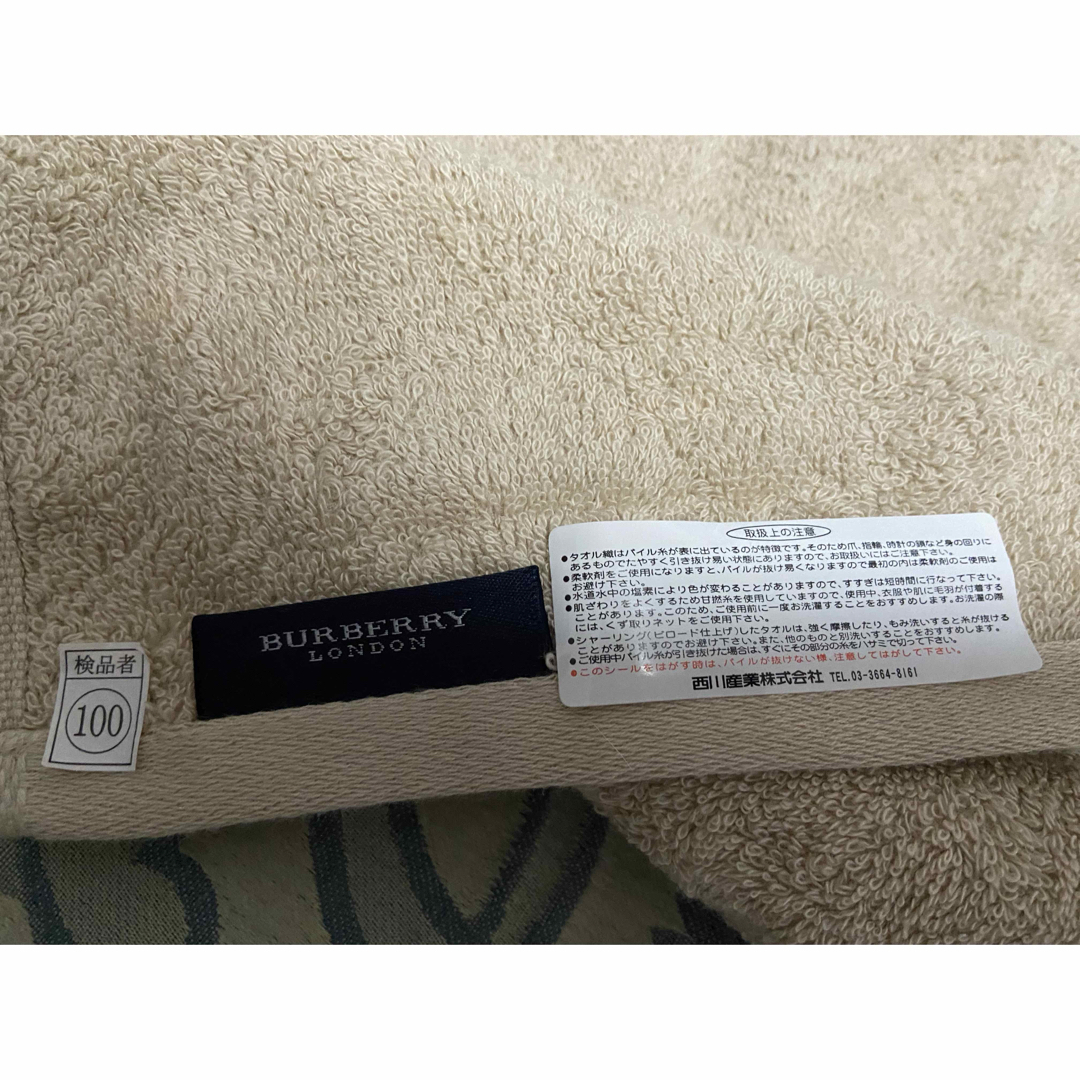 取扱上の注意
●タオル織はパイル糸が表に出ているのが特徴です。そのため爪、指輪、時計の頭など身の回りに
あるものでたやすく引き抜け易い状態にありますので、お取扱いにはご注意下さい。
●柔軟剤をご使用になりますと、パイルが抜け易くなりますので最初の内は柔軟剤のご使用は
お避け下さい。
●水道水中の塩素により色が変わることがありますので、すすぎは短時間に行なって下さい。
●肌ざわりをよくするため甘撚糸を使用していますので、使用中、衣服や肌に毛羽が付着する
ことがあります。このため、ご使用前に一度お洗濯することをおすすめします。お洗濯の際
には、くず取りネットをご使用下さい。
●シャーリング(ビロード仕上げ)したタオルは、強く摩擦したり、もみ洗いすると糸が抜ける
ことがありますのでお避け下さい。また、他のものと別洗いすることをおすすめします。
●ご使用中パイル糸が引き抜けた場合は、すぐにその部分の糸をハサミで切って下さい。
●このシールをはがす時は、パイルが抜けない様、注意してはがして下さい。
西川産業株式会社 TEL.03-3664-8161
BURBERRY
LONDON
検品者
100